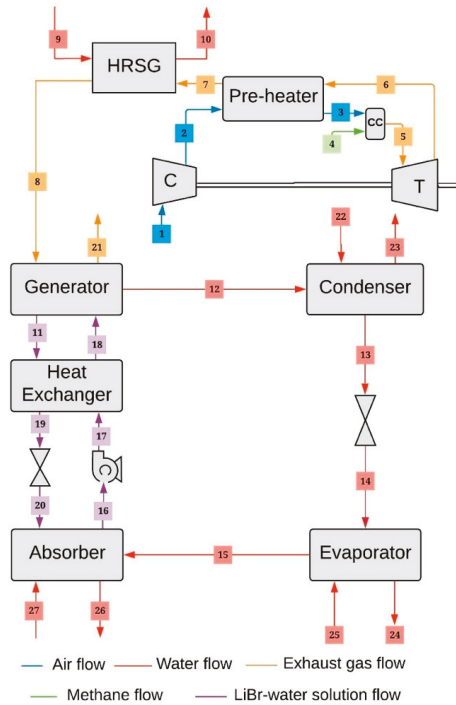 9
10
HRSG
7
6
Pre-heater
2
3
CC
4
5
C
T
8
1
21
22
23
Generator
12
Condenser
11
18
13
Heat
Exchanger
19
17
14
20
16
Absorber
15
Evaporator
27
26
25
24
Air flow
Water flow
Exhaust gas flow
Methane flow
LiBr-water solution flow